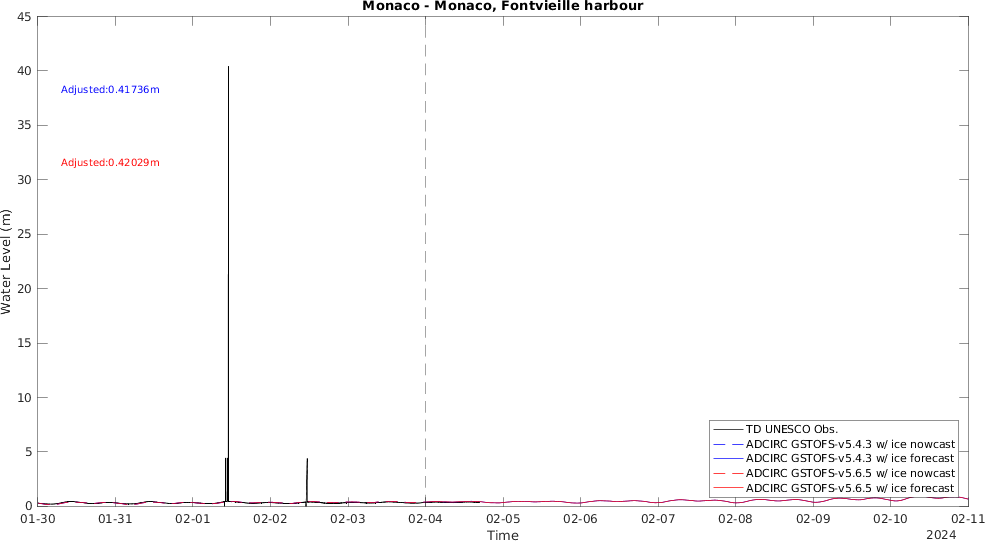 Monaco - Monaco, Fontvieille harbour
45
40
35
30
25
20
15
10
5
0
Water Level (m)
Adjusted:0.41736m
Adjusted:0.42029m
TD UNESCO Obs.
ADCIRC GSTOFS-v5.4.3 w/ ice nowcast
ADCIRC GSTOFS-v5.4.3 w/ ice forecast
ADCIRC GSTOFS-v5.6.5 w/ ice nowcast
ADCIRC GSTOFS-v5.6.5 w/ ice forecast
01-30 01-31 02-01 02-02 02-03 02-04 02-05 02-06 02-07 02-08 02-09 02-10 02-11
Time
2024